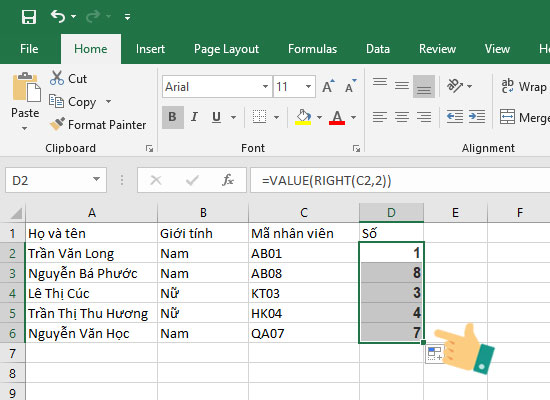 File Home Insert Page Layout Formulas Data Review View H
Cut
Copy
Format Painter
Paste
Clipboard
Arial 11 A A
B I U A
Font
ab c Wrap
Merge
Alignment
D2 fx =VALUE(RIGHT(C2,2))
A B C D E F
1 Họ và tên Giới tính Mã nhân viên Số
2 Trần Văn Long Nam AB01 1
3 Nguyễn Bá Phước Nam AB08 8
4 Lê Thị Cúc Nữ KT03 3
5 Trần Thị Thu Hương Nữ HK04 4
6 Nguyễn Văn Học Nam QA07 7
7
8
9